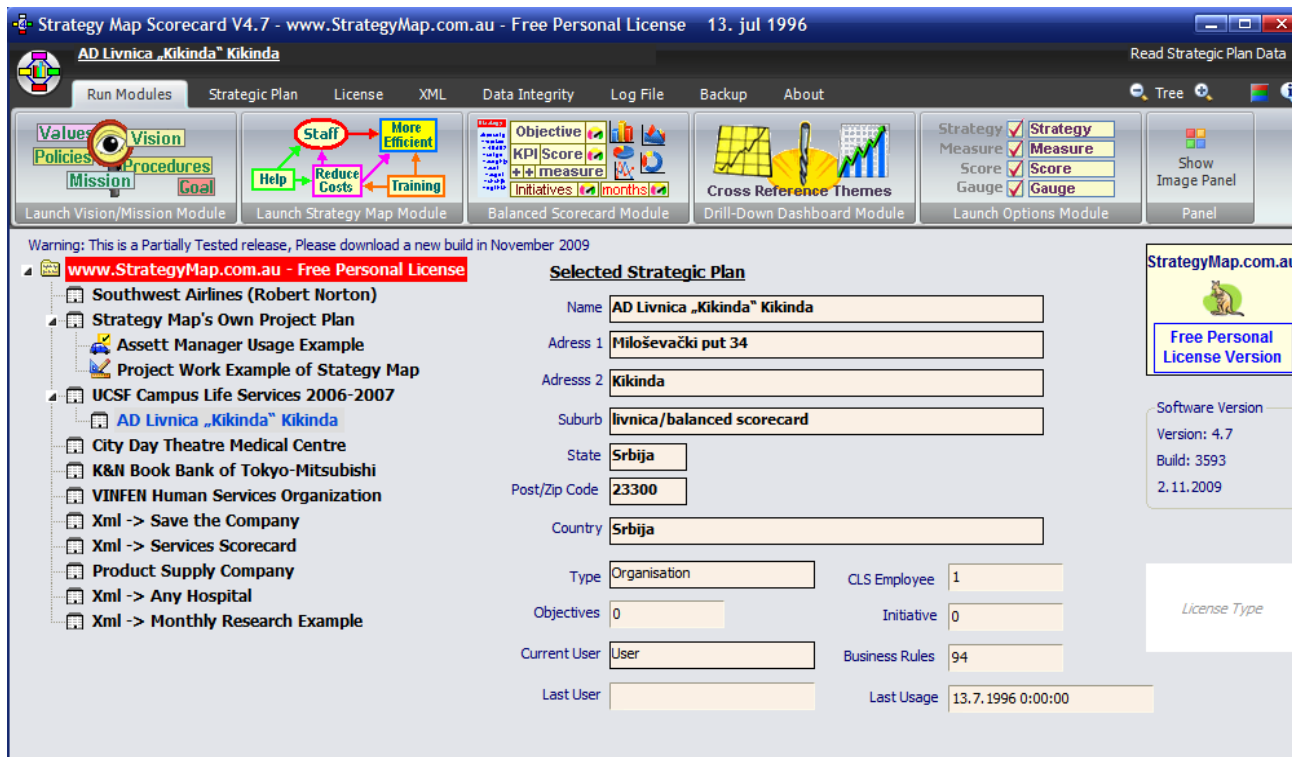 Strategy Map Scorecard V4.7 - www.StrategyMap.com.au - Free Personal License 13. jul 1996
AD Livnica „Kikinda“ Kikinda
Read Strategic Plan Data
Run Modules Strategic Plan License XML Data Integrity Log File Backup About Tree
Values
Vision
Policies
Procedures
Mission
Goal
Launch Vision/Mission Module
Staff
More Efficient
Help
Reduce Costs
Training
Launch Strategy Map Module
Strategy
Objective
KPI Score
++ measure
Initiatives months
Balanced Scorecard Module
Cross Reference Themes
Drill-Down Dashboard Module
Strategy Strategy
Measure Measure
Score Score
Gauge Gauge
Launch Options Module
Show
Image Panel
Panel
Warning: This is a Partially Tested release, Please download a new build in November 2009
www.StrategyMap.com.au - Free Personal License
Southwest Airlines (Robert Norton)
Strategy Map's Own Project Plan
Assett Manager Usage Example
Project Work Example of Stategy Map
UCSF Campus Life Services 2006-2007
AD Livnica „Kikinda“ Kikinda
City Day Theatre Medical Centre
K&N Book Bank of Tokyo-Mitsubishi
VINFEN Human Services Organization
Xml -> Save the Company
Xml -> Services Scorecard
Product Supply Company
Xml -> Any Hospital
Xml -> Monthly Research Example
Selected Strategic Plan
Name AD Livnica „Kikinda“ Kikinda
Adress 1 Miloševački put 34
Adresss 2 Kikinda
Suburb livnica/balanced scorecard
State Srbija
Post/Zip Code 23300
Country Srbija
Type Organisation CLS Employee 1
Objectives 0 Initiative 0
Current User User Business Rules 94
Last User Last Usage 13.7.1996 0:00:00
StrategyMap.com.au
Free Personal
License Version
Software Version
Version: 4.7
Build: 3593
2.11.2009
License Type